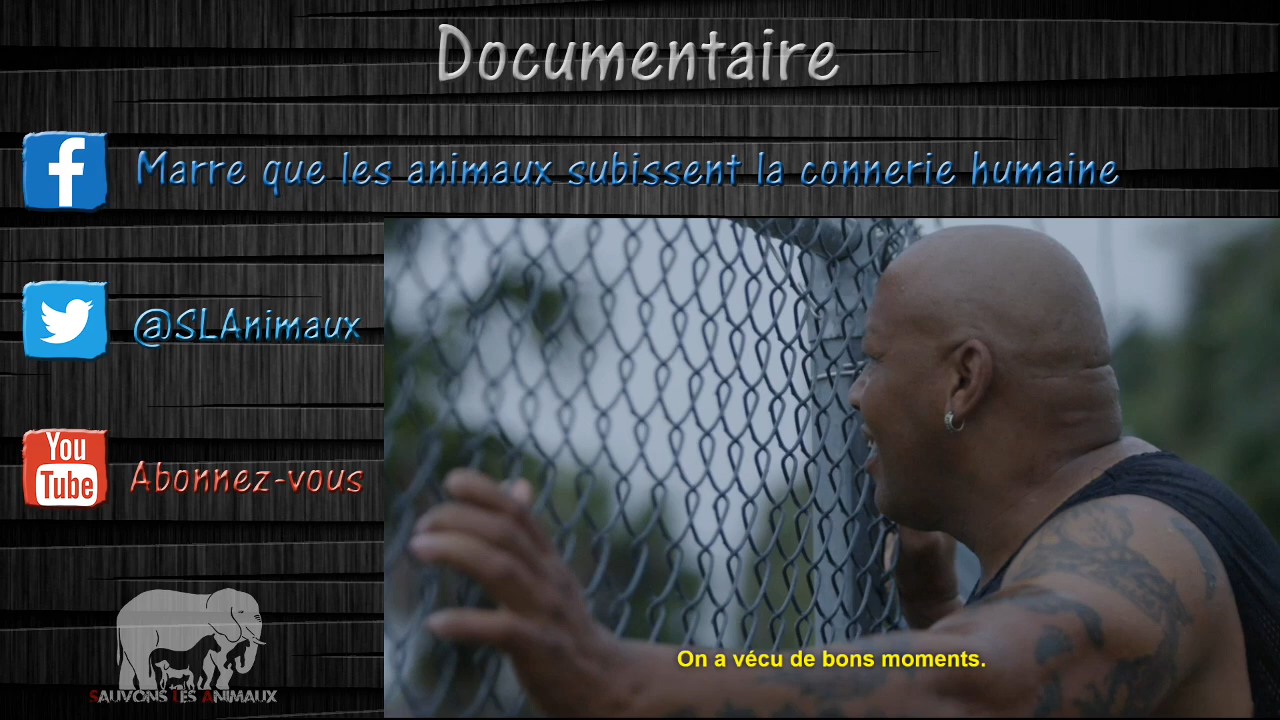 Documentaire
Marre que les animaux subissent la connerie humaine
@SLAnimaux
You
Tube
Abonnez-vous
On a vécu de bons moments.
SAUVONS LES ANIMAUX